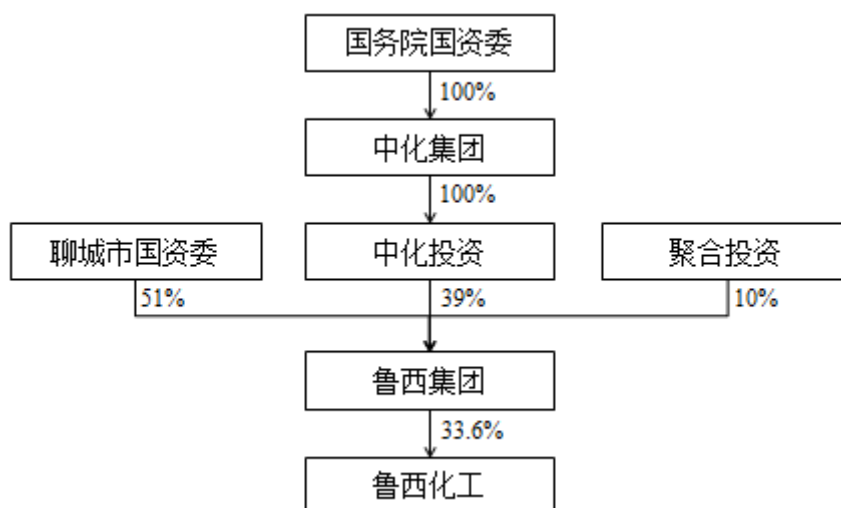 国务院国资委
100%
中化集团
100%
聊城市国资委
中化投资
聚合投资
51%
39%
10%
鲁西集团
33.6%
鲁西化工